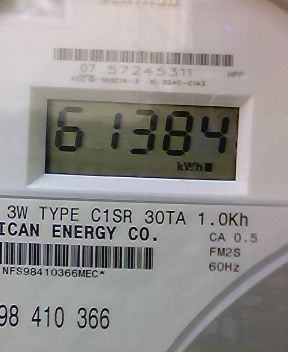 07 57245311 HPP
61384
kWh
3W TYPE C1SR 30TA 1.0Kh
ICAN ENERGY CO. CA 0.5
FM2S
NFS98410366MEC* 60Hz
98 410 366